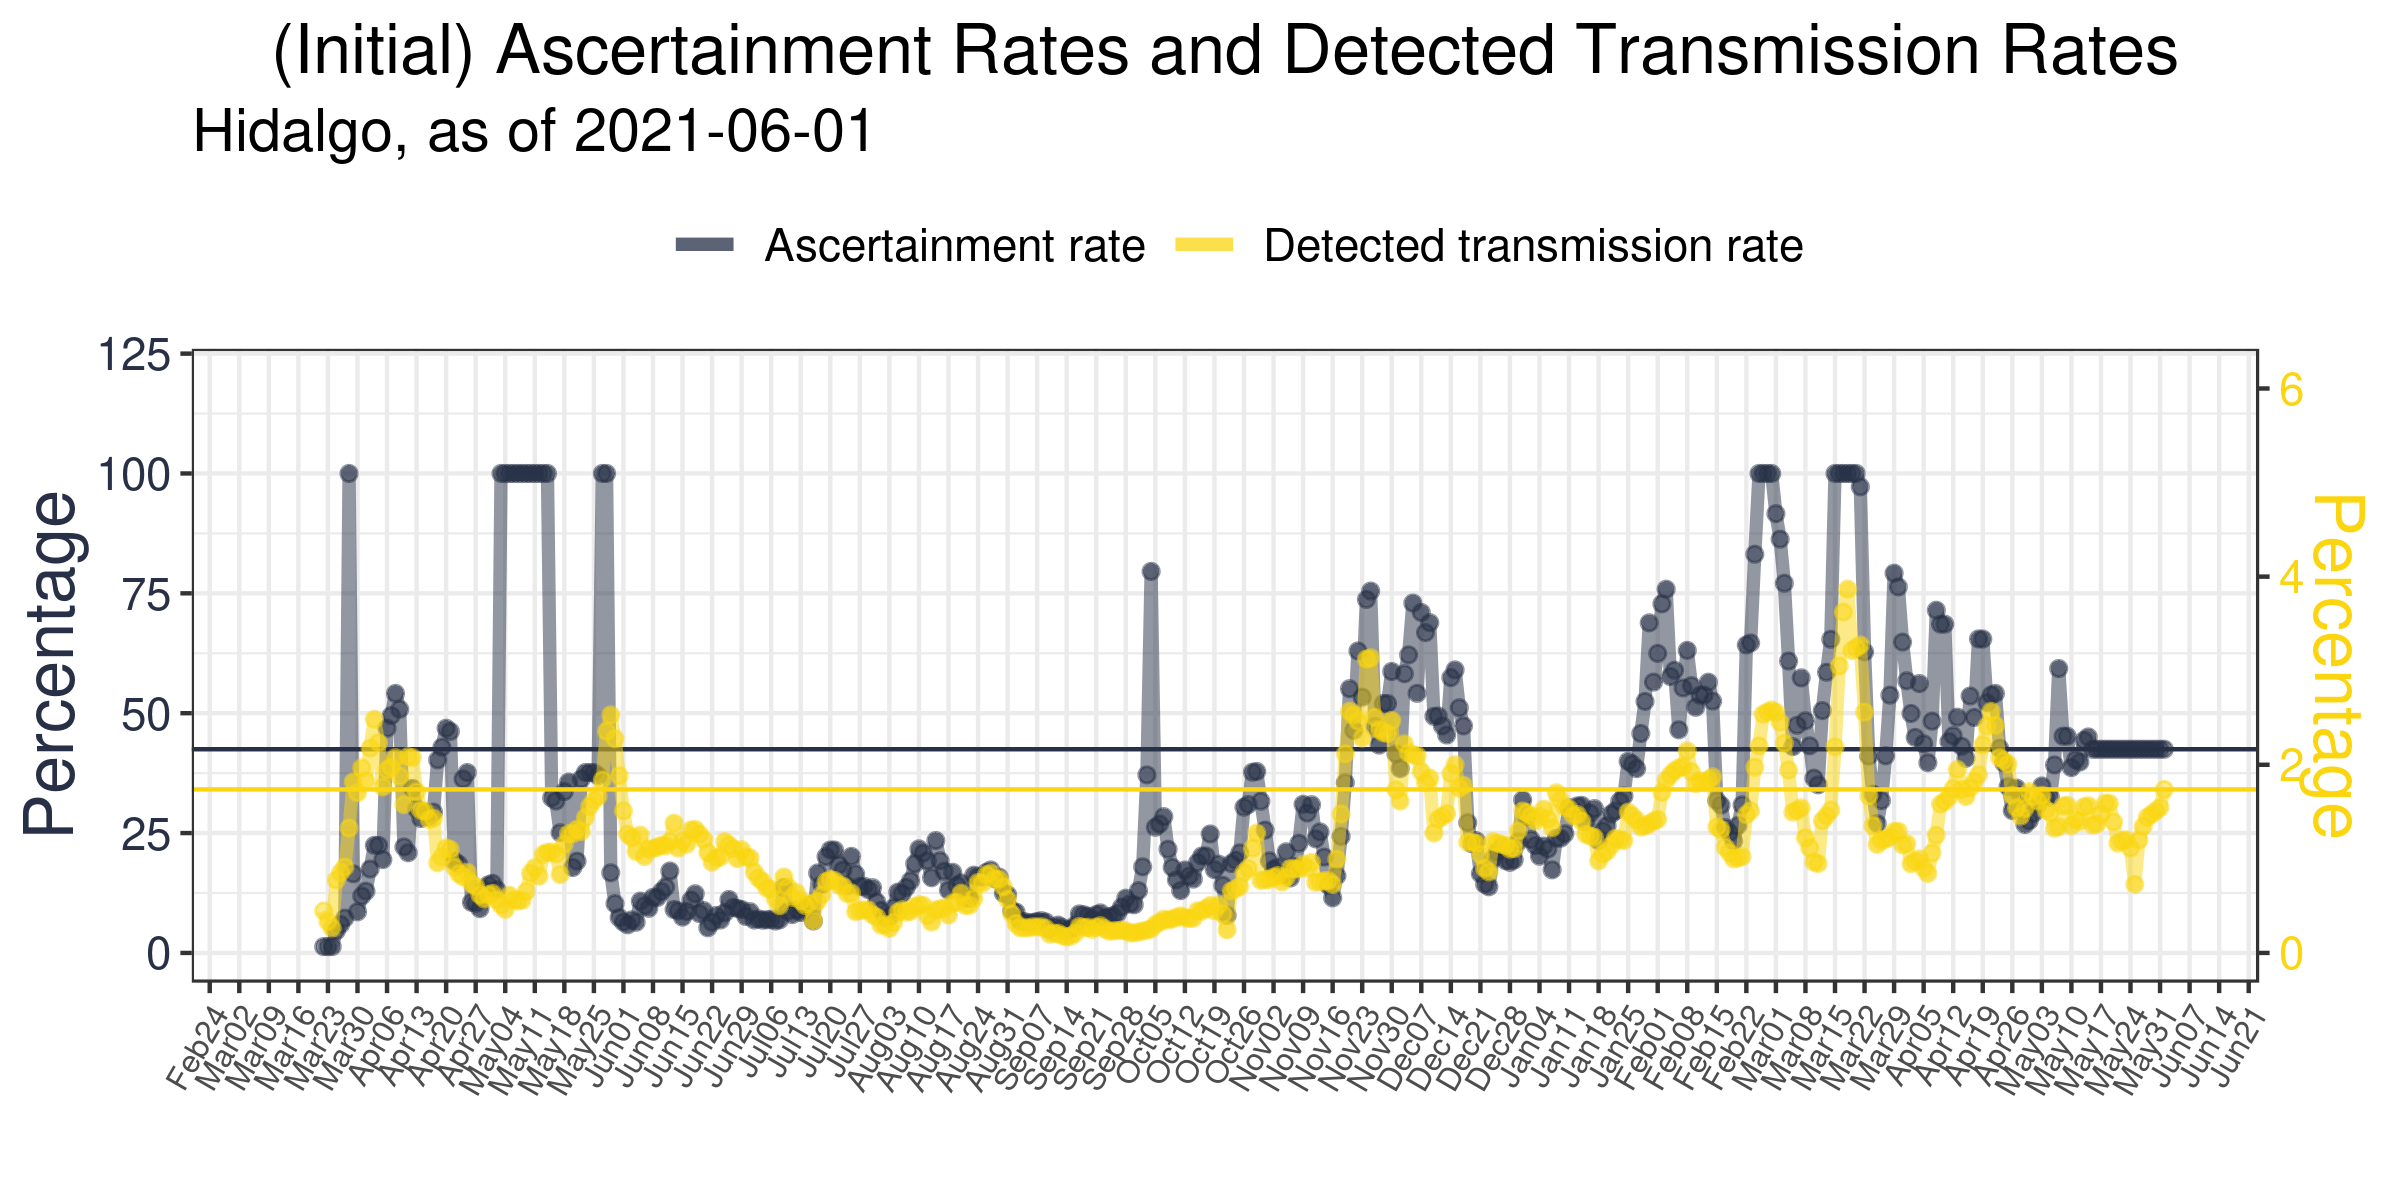 (Initial) Ascertainment Rates and Detected Transmission Rates
Hidalgo, as of 2021-06-01
Ascertainment rate
Detected transmission rate
Percentage
125
100
75
50
25
0
6
4
2
0
Percentage
Feb24
Mar02
Mar09
Mar16
Mar23
Mar30
Apr06
Apr13
Apr20
Apr27
May04
May11
May18
May25
Jun01
Jun08
Jun15
Jun22
Jun29
Jul06
Jul13
Jul20
Jul27
Aug03
Aug10
Aug17
Aug24
Aug31
Sep07
Sep14
Sep21
Sep28
Oct05
Oct12
Oct19
Oct26
Nov02
Nov09
Nov16
Nov23
Nov30
Dec07
Dec14
Dec21
Dec28
Jan04
Jan11
Jan18
Jan25
Feb01
Feb08
Feb15
Feb22
Mar01
Mar08
Mar15
Mar22
Mar29
Apr05
Apr12
Apr19
Apr26
May03
May10
May17
May24
May31
Jun07
Jun14
Jun21